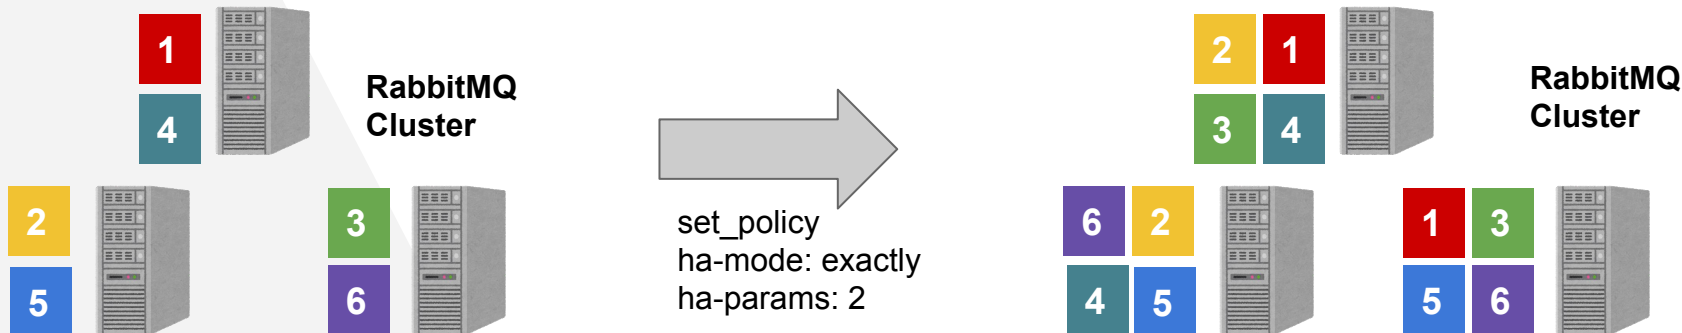 1
4
RabbitMQ
Cluster
2
5
3
6
set_policy
ha-mode: exactly
ha-params: 2
2 1
3 4
RabbitMQ
Cluster
6 2
4 5
1 3
5 6